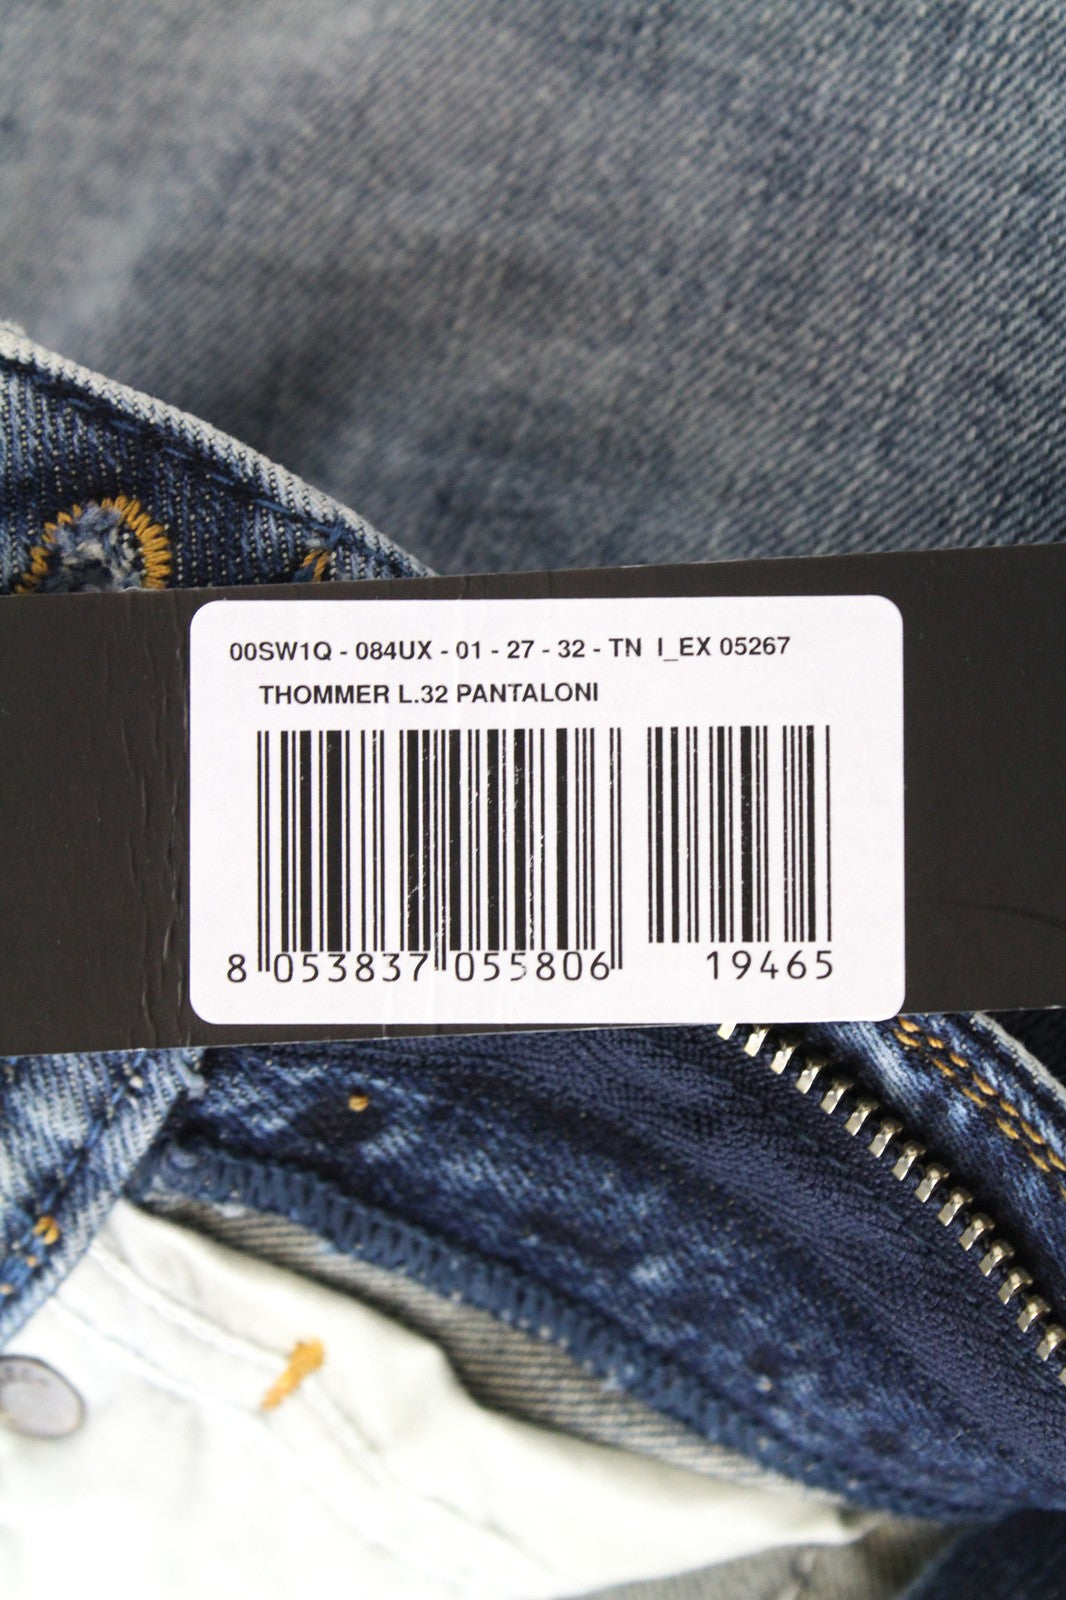 00SW1Q - 084UX - 01 - 27 - 32 - TN I_EX 05267
THOMMER L.32 PANTALONI
8 053837 055806 19465